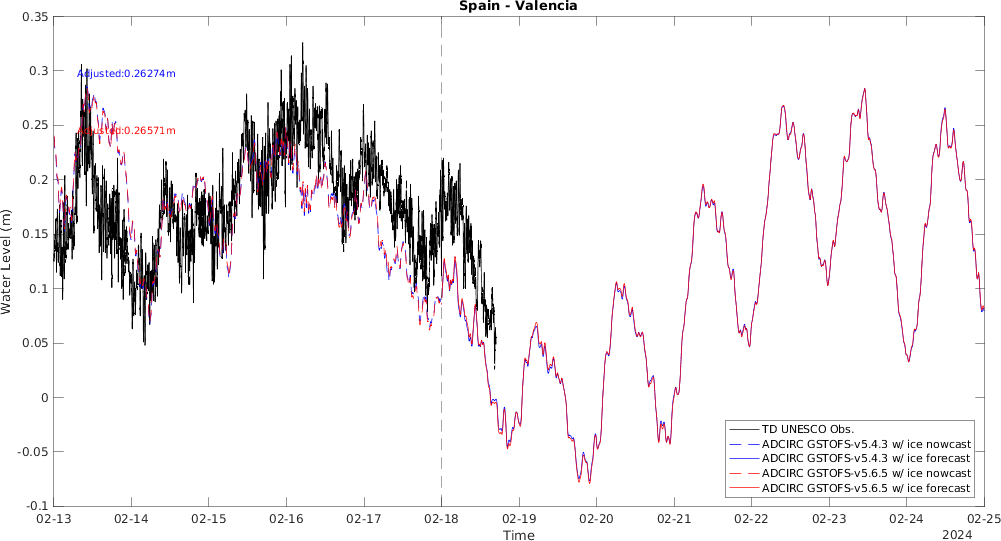 Spain - Valencia
Water Level (m)
0.35
0.3
0.25
0.2
0.15
0.1
0.05
0
-0.05
-0.1
Adjusted:0.26274m
Adjusted:0.26571m
TD UNESCO Obs.
ADCIRC GSTOFS-v5.4.3 w/ ice nowcast
ADCIRC GSTOFS-v5.4.3 w/ ice forecast
ADCIRC GSTOFS-v5.6.5 w/ ice nowcast
ADCIRC GSTOFS-v5.6.5 w/ ice forecast
02-13 02-14 02-15 02-16 02-17 02-18 02-19 02-20 02-21 02-22 02-23 02-24 02-25
Time
2024